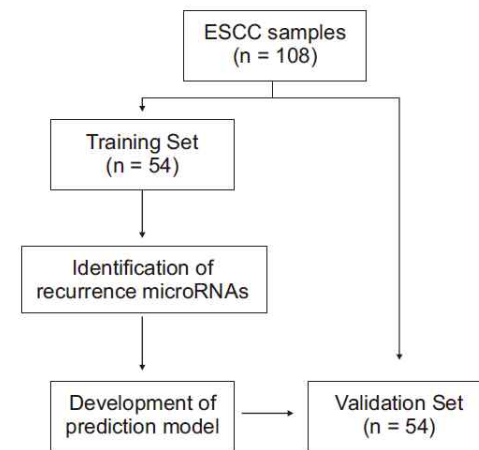 ESCC samples
(n = 108)
Training Set
(n = 54)
Identification of
recurrence microRNAs
Development of
prediction model
Validation Set
(n = 54)